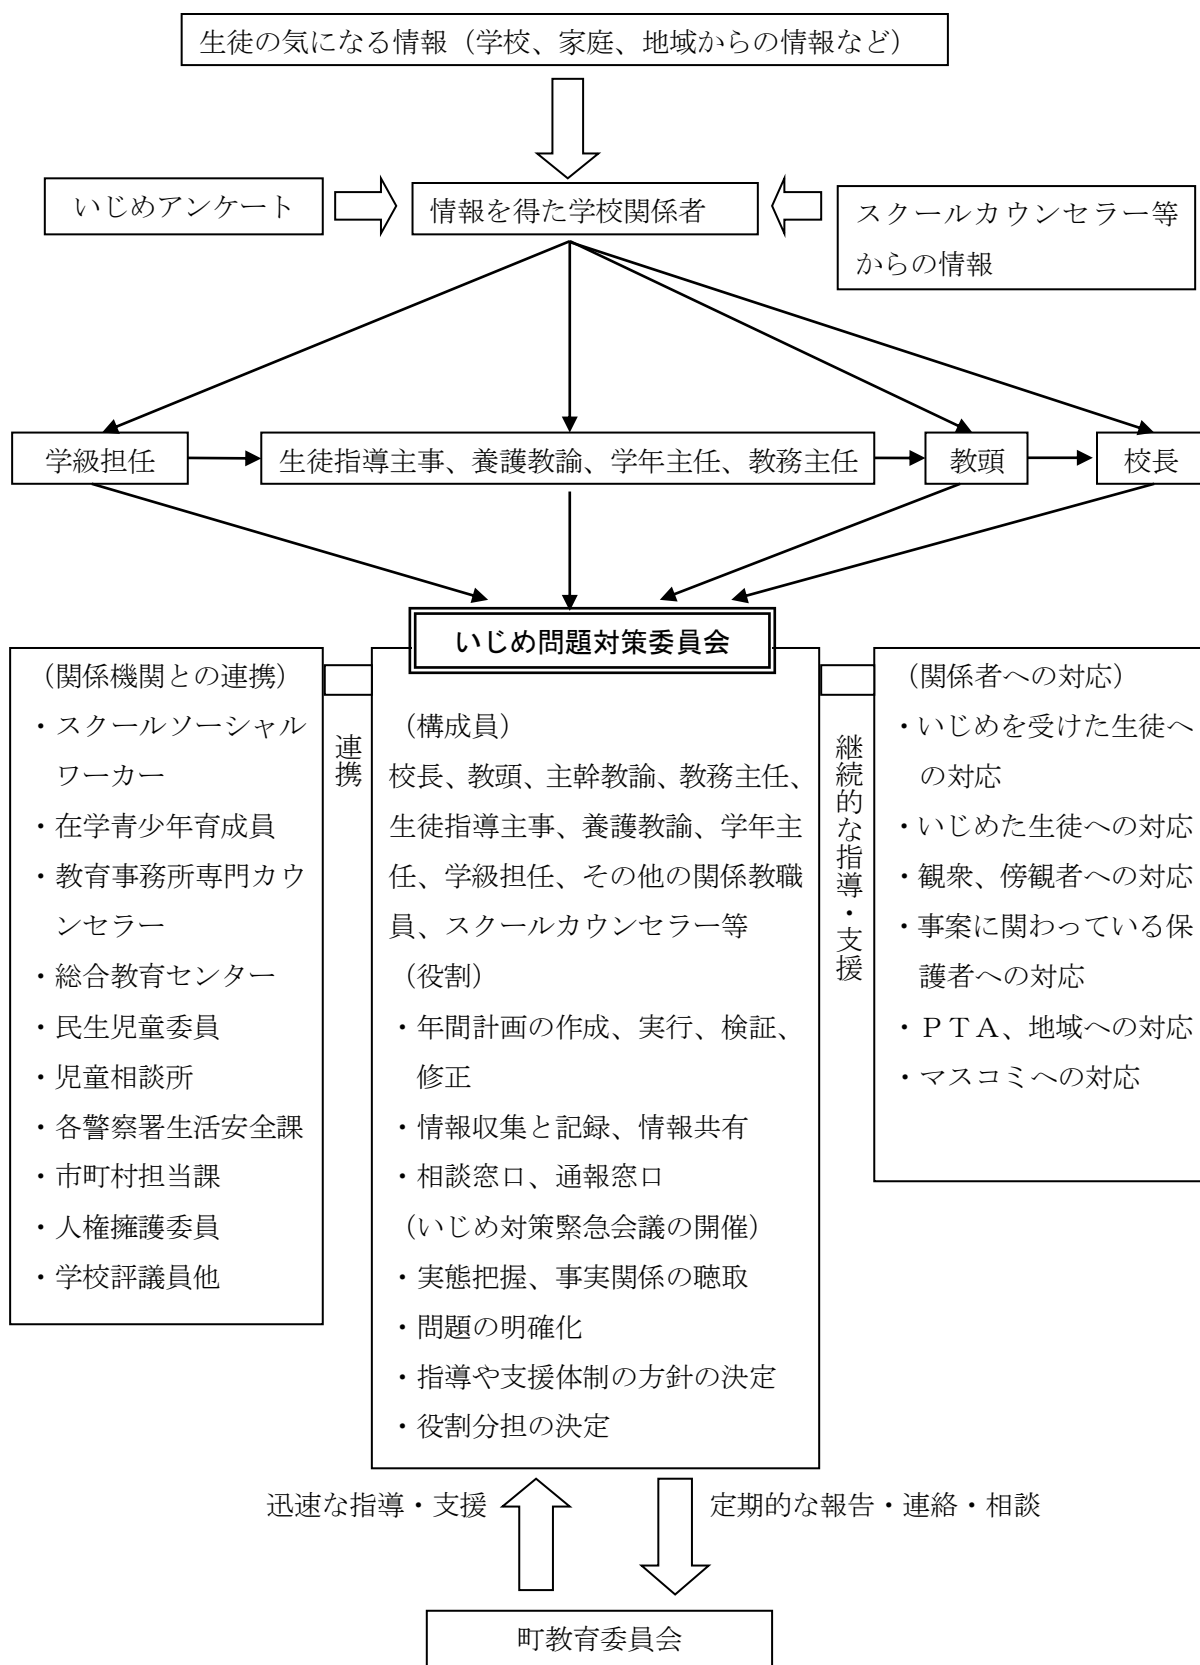 生徒の気になる情報（学校、家庭、地域からの情報など）
いじめアンケート
情報を得た学校関係者
スクールカウンセラー等
からの情報
学級担任
生徒指導主事、養護教諭、学年主任、教務主任
教頭
校長
いじめ問題対策委員会
（関係機関との連携）
・スクールソーシャル
ワーカー
・在学青少年育成員
・教育事務所専門カウ
ンセラー
・総合教育センター
・民生児童委員
・児童相談所
・各警察署生活安全課
・市町村担当課
・人権擁護委員
・学校評議員他
連携
（構成員）
校長、教頭、主幹教諭、教務主任、
生徒指導主事、養護教諭、学年主
任、学級担任、その他の関係教職
員、スクールカウンセラー等
（役割）
・年間計画の作成、実行、検証、
修正
・情報収集と記録、情報共有
・相談窓口、通報窓口
（いじめ対策緊急会議の開催）
・実態把握、事実関係の聴取
・問題の明確化
・指導や支援体制の方針の決定
・役割分担の決定
継続的な指導・支援
（関係者への対応）
・いじめを受けた生徒へ
の対応
・いじめた生徒への対応
・観衆、傍観者への対応
・事案に関わっている保
護者への対応
・ＰＴＡ、地域への対応
・マスコミへの対応
迅速な指導・支援
定期的な報告・連絡・相談
町教育委員会